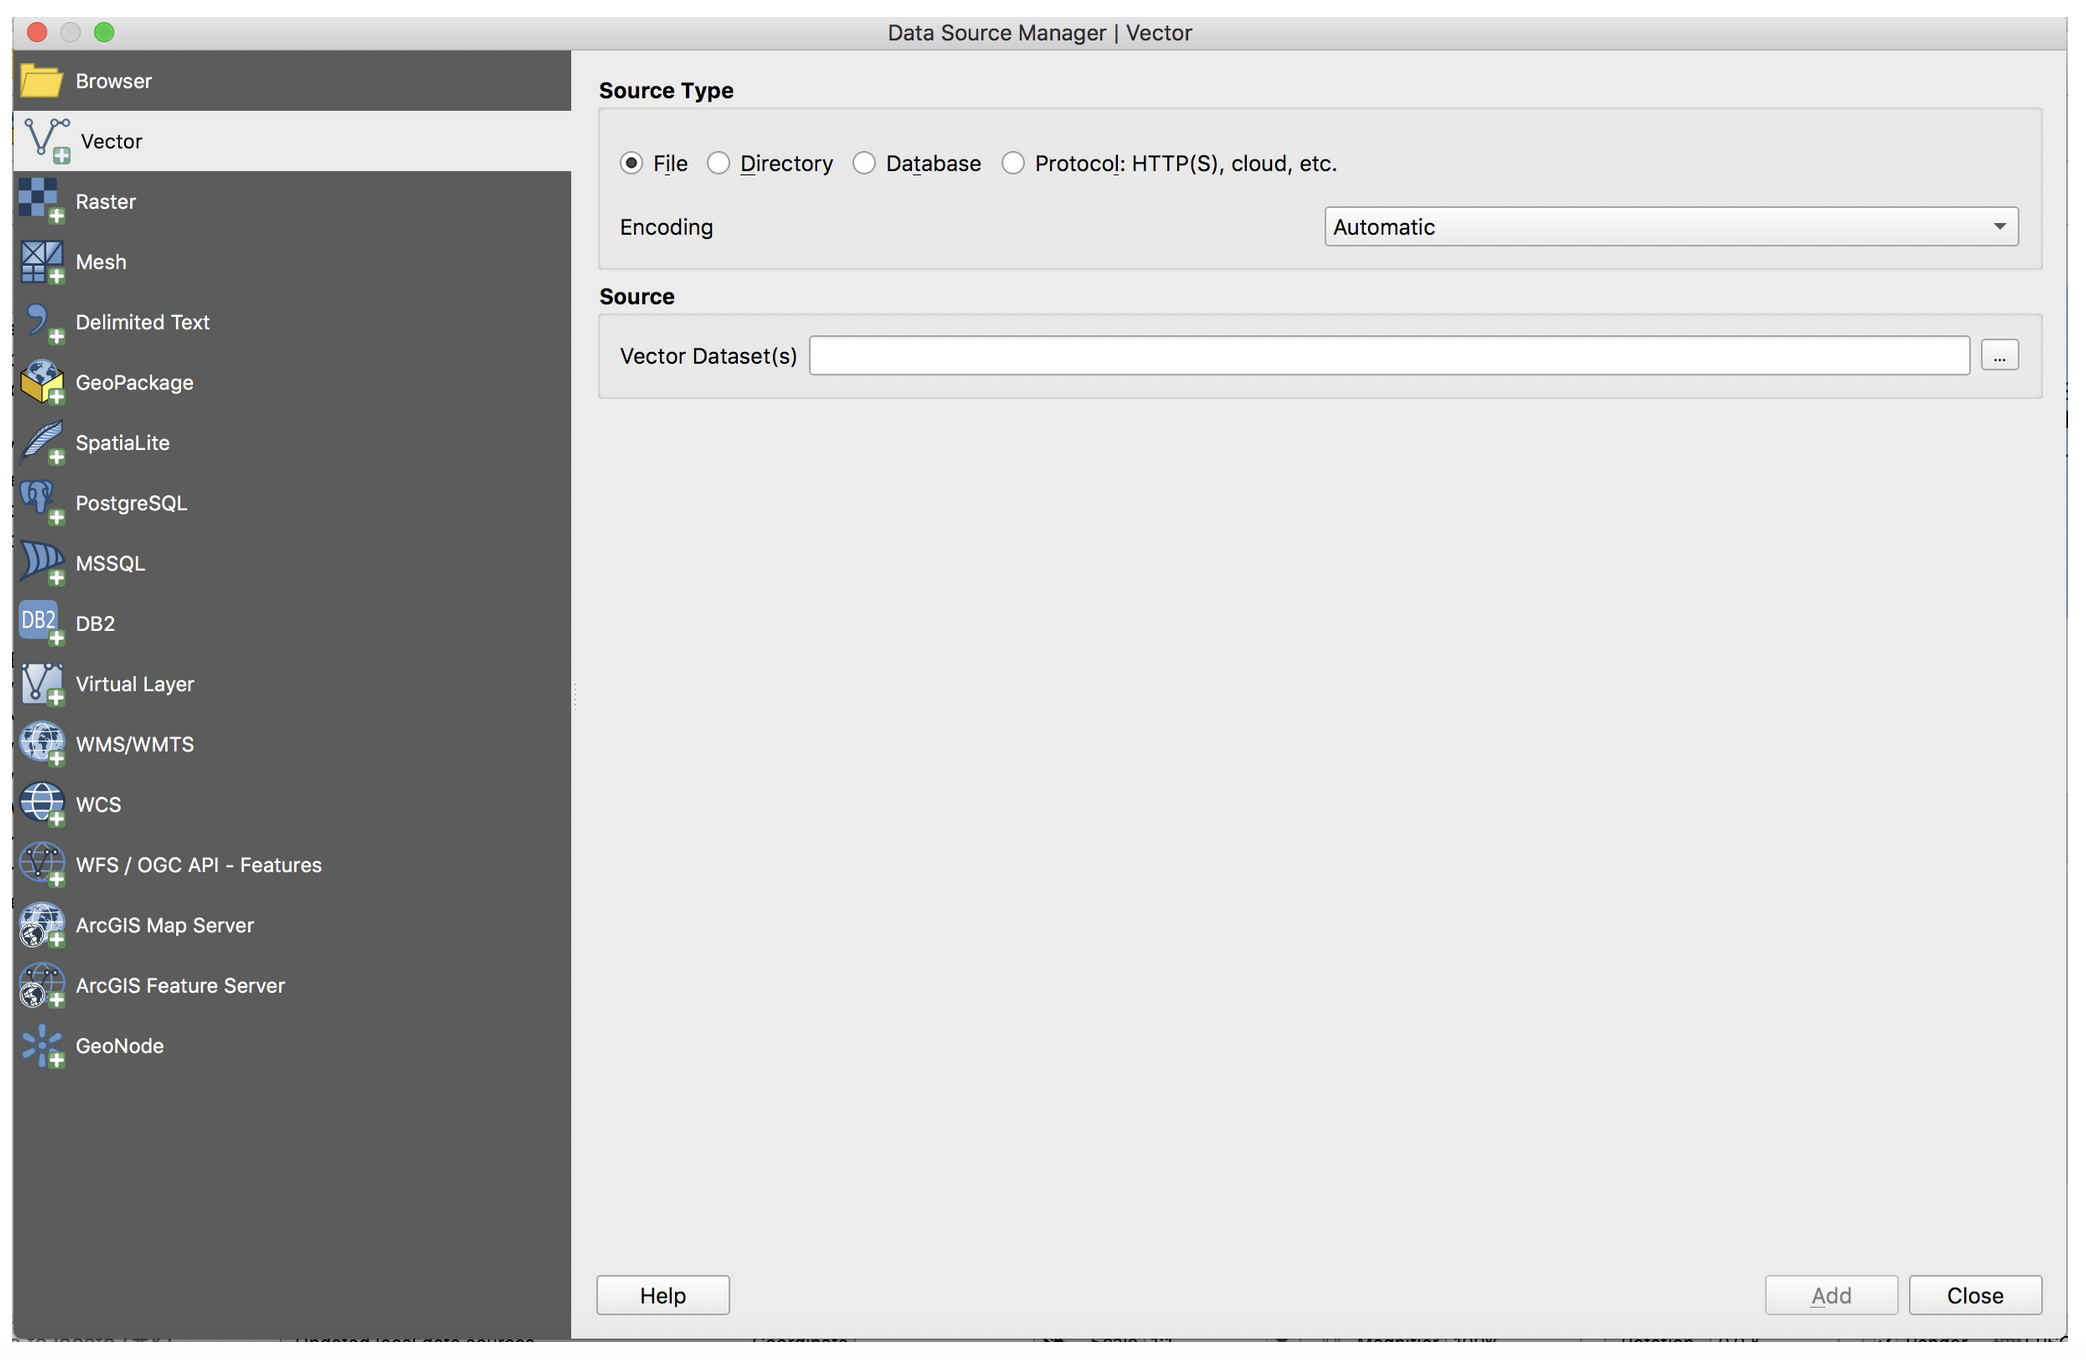 Data Source Manager | Vector
Browser
Vector
Raster
Mesh
Delimited Text
GeoPackage
SpatiaLite
PostgreSQL
MSSQL
DB2
DB2
Virtual Layer
WMS/WMTS
WCS
WFS / OGC API - Features
ArcGIS Map Server
ArcGIS Feature Server
GeoNode
Source Type
File Directory Database Protocol: HTTP(S), cloud, etc.
Encoding Automatic
Source
Vector Dataset(s) ...
Help Add Close